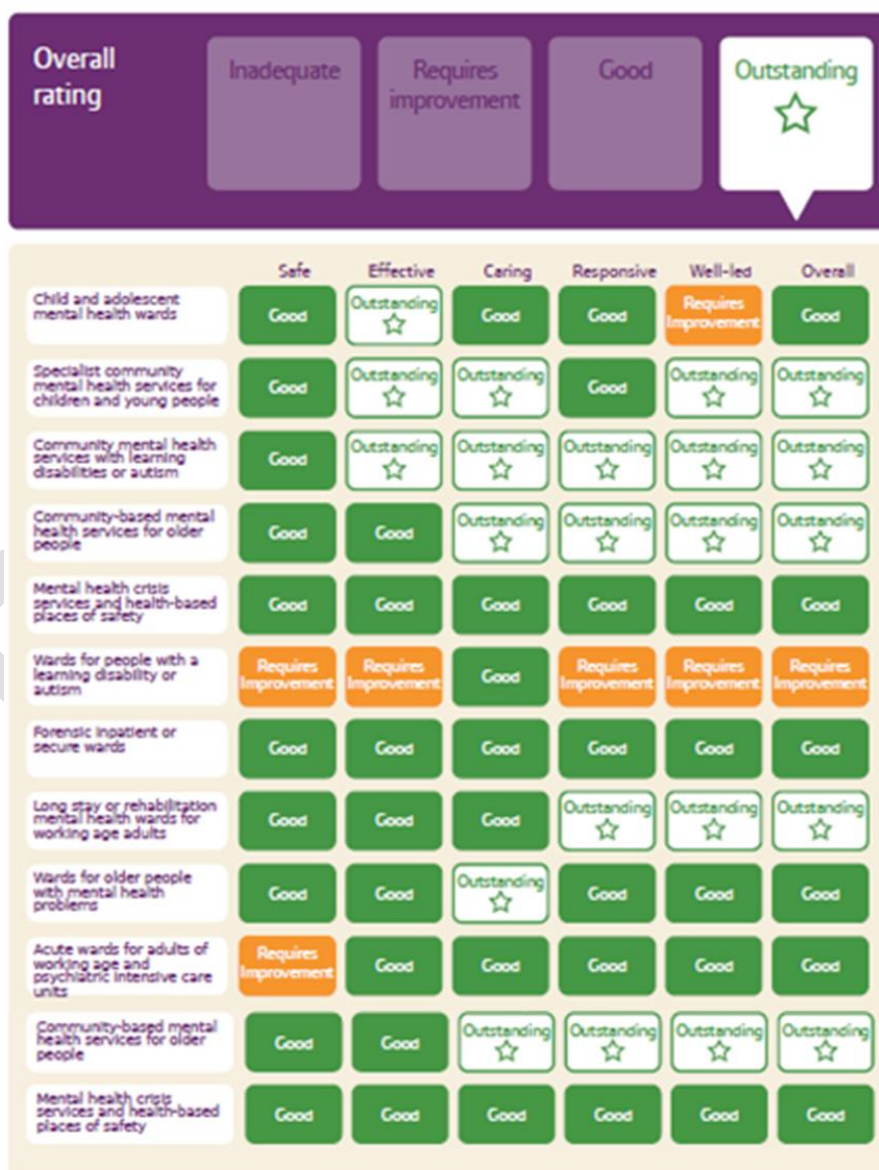 Overall
rating
Inadequate
Requires
improvement
Good
Outstanding
Safe Effective Caring Responsive Well-led Overall
Child and adolescent
mental health wards
Good Outstanding Good Good Requires Improvement Good
Specialist community
mental health services for
children and young people
Good Outstanding Outstanding Good Outstanding Outstanding
Community mental health
services with learning
disabilities or autism
Good Outstanding Outstanding Outstanding Outstanding Outstanding
Community-based mental
health services for older
people
Good Good Outstanding Outstanding Outstanding Outstanding
Mental health crisis
services and health-based
places of safety
Good Good Good Good Good Good
Wards for people with a
learning disability or
autism
Requires Improvement Requires Improvement Good Requires Improvement Requires Improvement Requires Improvement
Forensic inpatient or
secure wards
Good Good Good Good Good Good
Long stay or rehabilitation
mental health wards for
working age adults
Good Good Good Outstanding Outstanding Outstanding
Wards for older people
with mental health
problems
Good Good Outstanding Good Good Good
Acute wards for adults of
working age and
psychiatric intensive care
units
Requires Improvement Good Good Good Good Good
Community-based mental
health services for older
people
Good Good Outstanding Outstanding Outstanding Outstanding
Mental health crisis
services and health-based
places of safety
Good Good Good Good Good Good